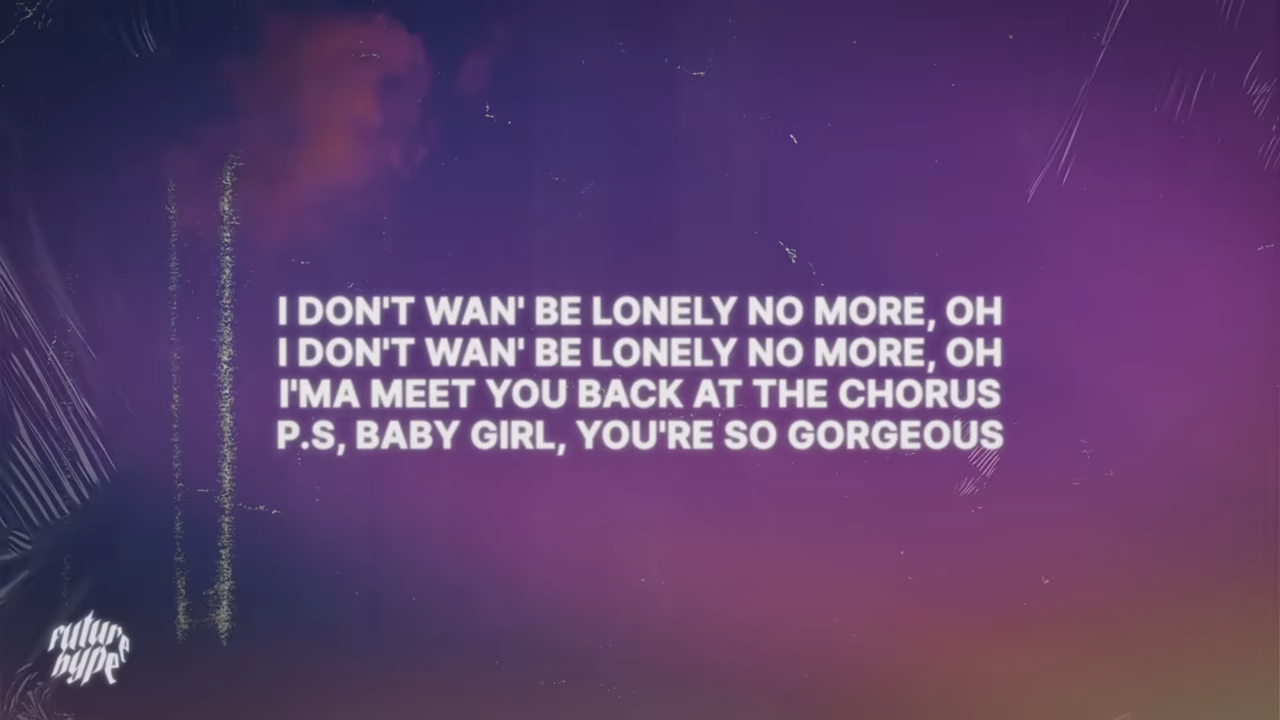 I DON'T WAN' BE LONELY NO MORE, OH
I DON'T WAN' BE LONELY NO MORE, OH
I'MA MEET YOU BACK AT THE CHORUS
P.S, BABY GIRL, YOU'RE SO GORGEOUS
future
hype